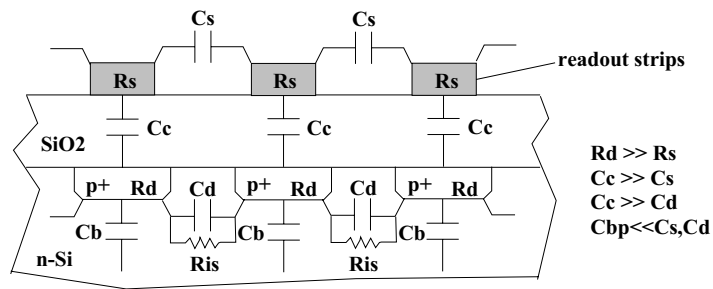 Cs Cs
Rs Rs Rs readout strips
Cc Cc Cc
SiO2
Rd >> Rs
Cc >> Cs
Cc >> Cd
Cbp<<Cs,Cd
p+ Rd Cd p+ Rd Cd p+ Rd
Cb Cb Cb
n-Si
Ris Ris